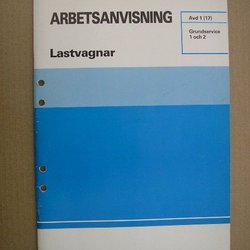 ARBETSANVISNING
Avd 1 (17)
Grundservice
1 och 2
Lastvagnar